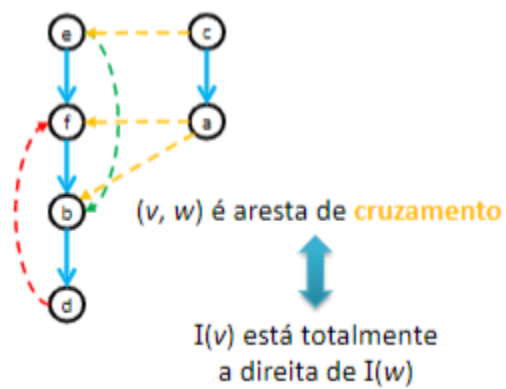 e
c
f
a
b
(v, w) é aresta de cruzamento
d
I(v) está totalmente
a direita de I(w)